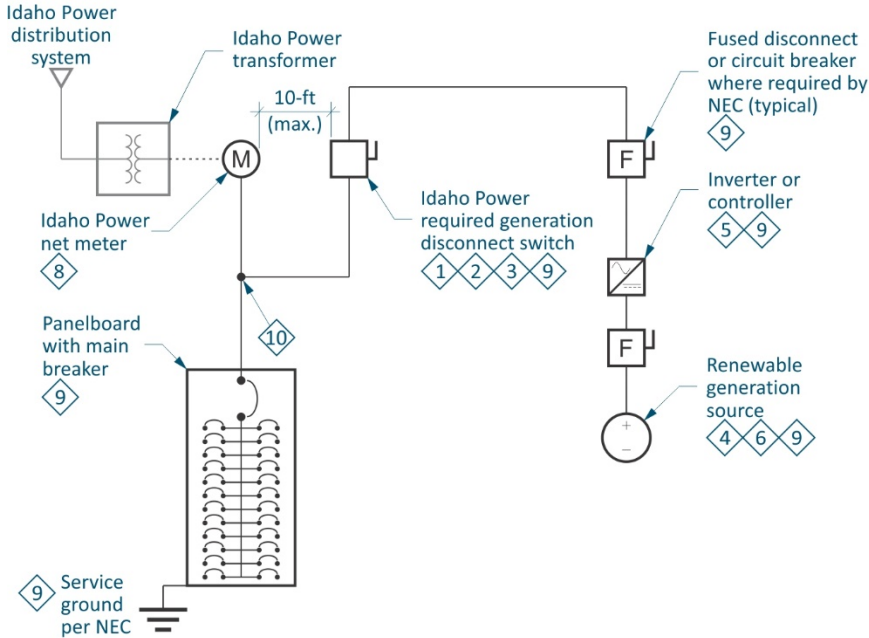 Idaho Power
distribution
system
Idaho Power
transformer
10-ft
(max.)
M
Idaho Power
net meter
8
Idaho Power
required generation
disconnect switch
1 2 3 9
Fused disconnect
or circuit breaker
where required by
NEC (typical)
9
F
Inverter or
controller
5 9
F
Renewable
generation
source
4 6 9
+
–
10
Panelboard
with main
breaker
9
9 Service
ground
per NEC